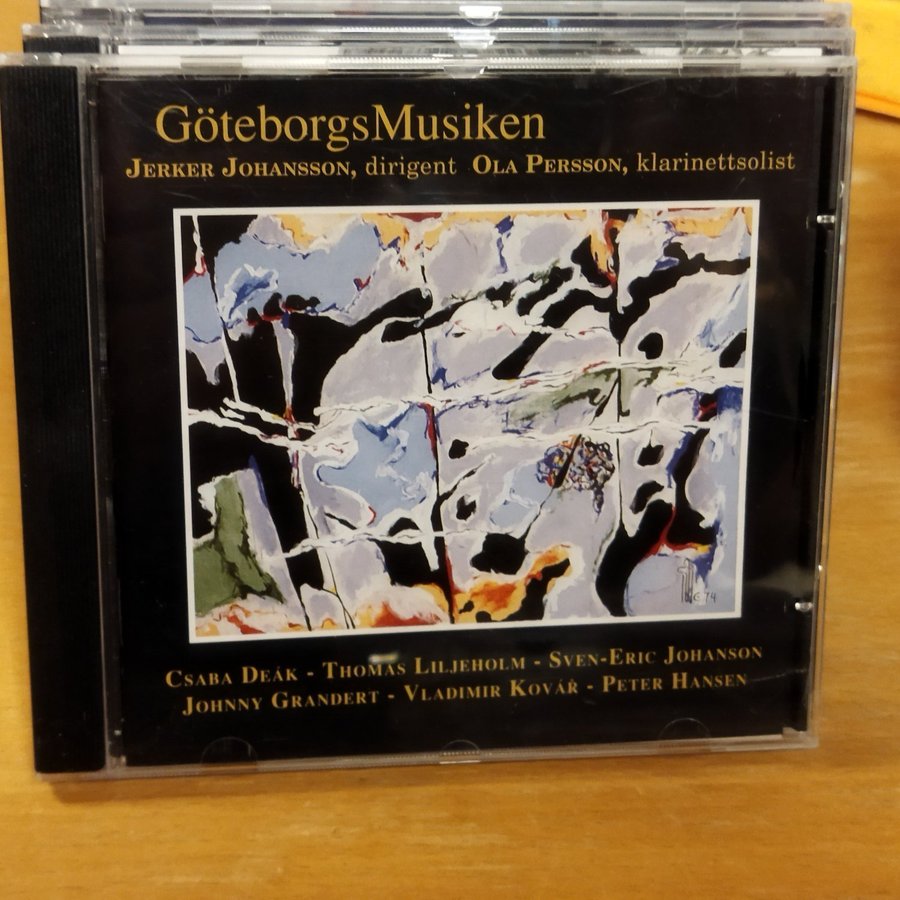 GöteborgsMusiken
JERKER JOHANSSON, dirigent OLA PERSSON, klarinettsolist
CSABA DEÁK - THOMAS LILJEHOLM - SVEN-ERIC JOHANSON
JOHNNY GRANDERT - VLADIMIR KOVÁŘ - PETER HANSEN